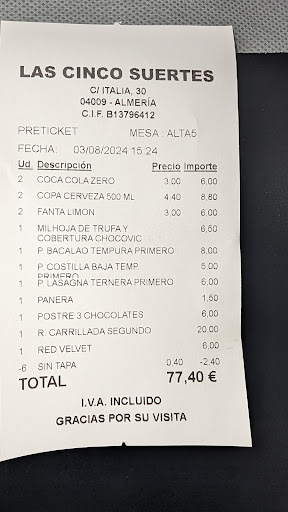 LAS CINCO SUERTES
C/ ITALIA, 30
04009 - ALMERÍA
C.I.F. B13796412
PRETICKET MESA : ALTA5
FECHA: 03/08/2024 15:24
Ud. Descripción Precio Importe
2 COCA COLA ZERO 3,00 6,00
2 COPA CERVEZA 500 ML 4,40 8,80
2 FANTA LIMON 3,00 6,00
1 MILHOJA DE TRUFA Y 6,50
COBERTURA CHOCOVIC
1 P. BACALAO TEMPURA PRIMERO 8,00
1 P. COSTILLA BAJA TEMP. 5,00
PRIMERO
1 P. LASAGNA TERNERA PRIMERO 6,00
1 PANERA 1,50
1 POSTRE 3 CHOCOLATES 6,00
1 R. CARRILLADA SEGUNDO 20,00
1 RED VELVET 6,00
-6 SIN TAPA 0,40 -2,40
TOTAL 77,40 €
I.V.A. INCLUIDO
GRACIAS POR SU VISITA